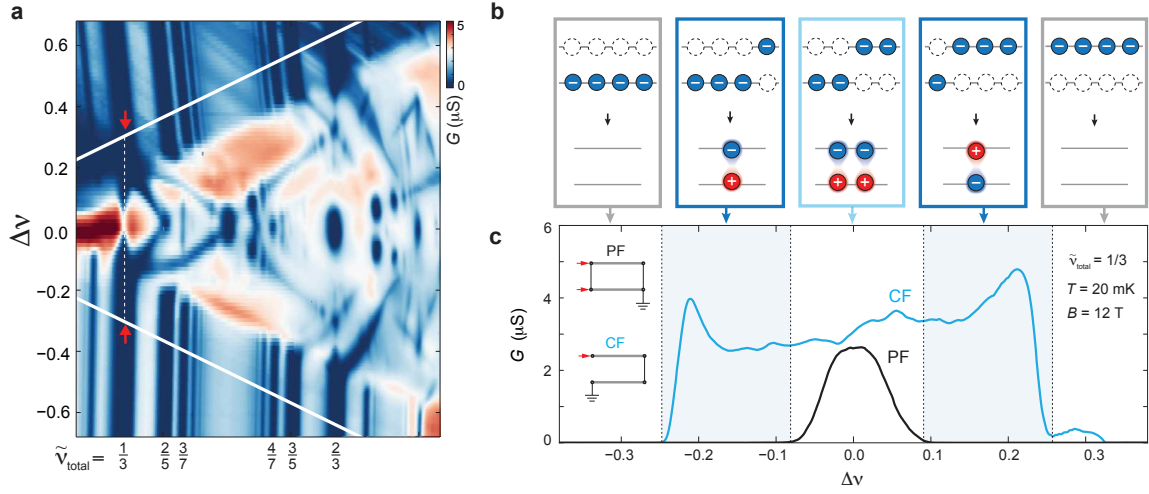 a
0.6
0.4
0.2
0.0
−0.2
−0.4
−0.6
Δν
5
0
G (μS)
ν̃total =
1/3
2/5
3/7
4/7
3/5
2/3
b
− − − − −
− − − − −
− − − − −
− − − −
− − − −
+ + + +
−
c
6
4
2
0
G (μS)
PF
CF
CF
PF
ν̃total = 1/3
T = 20 mK
B = 12 T
−0.3
−0.2
−0.1
0.0
0.1
0.2
0.3
Δν